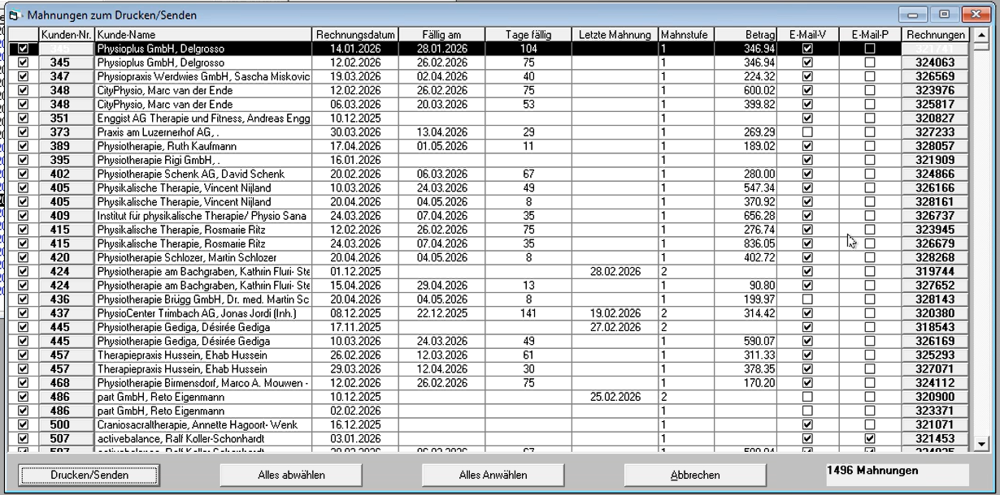 Mahnungen zum Drucken/Senden
Kunden-Nr. Kunde-Name Rechnungsdatum Fällig am Tage fällig Letzte Mahnung Mahnstufe Betrag E-Mail-V E-Mail-P Rechnungen
345 Physioplus GmbH, Delgrosso 14.01.2026 28.01.2026 104 1 346.94 321741
345 Physioplus GmbH, Delgrosso 12.02.2026 26.02.2026 75 1 346.94 324063
347 Physiopraxis Werdwies GmbH, Sascha Miskovic 19.03.2026 02.04.2026 40 1 224.32 326569
348 CityPhysio, Marc van der Ende 12.02.2026 26.02.2026 75 1 600.02 323976
348 CityPhysio, Marc van der Ende 06.03.2026 20.03.2026 53 1 399.82 325817
351 Enggist AG Therapie und Fitness, Andreas Engg 10.12.2025 1 320827
373 Praxis am Luzernerhof AG, . 30.03.2026 13.04.2026 29 1 269.29 327233
389 Physiotherapie, Ruth Kaufmann 17.04.2026 01.05.2026 11 1 189.02 328057
395 Physiotherapie Rigi GmbH, . 16.01.2026 1 321909
402 Physiotherapie Schenk AG, David Schenk 20.02.2026 06.03.2026 67 1 280.00 324866
405 Physikalische Therapie, Vincent Nijland 10.03.2026 24.03.2026 49 1 547.34 326166
405 Physikalische Therapie, Vincent Nijland 20.04.2026 04.05.2026 8 1 370.92 328161
409 Institut für physikalische Therapie/ Physio Sana 24.03.2026 07.04.2026 35 1 656.28 326737
415 Physikalische Therapie, Rosmarie Ritz 12.02.2026 26.02.2026 75 1 276.74 323945
415 Physikalische Therapie, Rosmarie Ritz 24.03.2026 07.04.2026 35 1 836.05 326679
420 Physiotherapie Schlozer, Martin Schlozer 20.04.2026 04.05.2026 8 1 402.72 328268
424 Physiotherapie am Bachgraben, Kathrin Fluri- Ste 01.12.2025 28.02.2026 2 319744
424 Physiotherapie am Bachgraben, Kathrin Fluri- Ste 15.04.2026 29.04.2026 13 1 90.80 327652
436 Physiotherapie Brügg GmbH, Dr. med. Martin Sc 20.04.2026 04.05.2026 8 1 199.97 328143
437 PhysioCenter Trimbach AG, Jonas Jordi (Inh.) 08.12.2025 22.12.2025 141 19.02.2026 2 314.42 320380
445 Physiotherapie Gediga, Désirée Gediga 17.11.2025 27.02.2026 2 318543
445 Physiotherapie Gediga, Désirée Gediga 10.03.2026 24.03.2026 49 1 590.07 326169
457 Therapiepraxis Hussein, Ehab Hussein 26.02.2026 12.03.2026 61 1 311.33 325293
457 Therapiepraxis Hussein, Ehab Hussein 29.03.2026 12.04.2026 30 1 378.35 327071
468 Physiotherapie Birmensdorf, Marco A. Mouwen - 12.02.2026 26.02.2026 75 1 170.20 324112
486 part GmbH, Reto Eigenmann 10.12.2025 25.02.2026 2 320900
486 part GmbH, Reto Eigenmann 02.02.2026 1 323371
500 Craniosacraltherapie, Annette Hagoort- Wenk 16.12.2025 1 321071
507 activebalance, Ralf Koller-Schonhardt 03.01.2026 1 321453
Drucken/Senden Alles abwählen Alles Anwählen Abbrechen 1496 Mahnungen